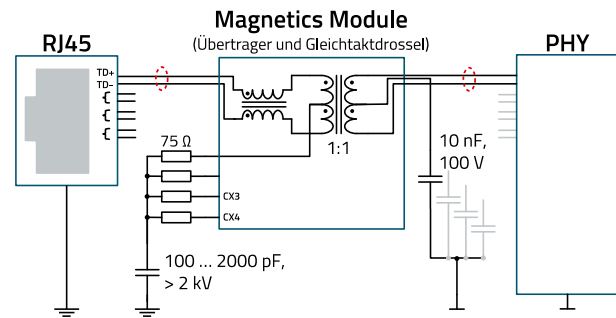 Magnetics Module
(Übertrager und Gleichtaktdrossel)
RJ45
PHY
TD+
TD-
75 Ω
1:1
10 nF,
100 V
CX3
CX4
100 ... 2000 pF,
> 2 kV